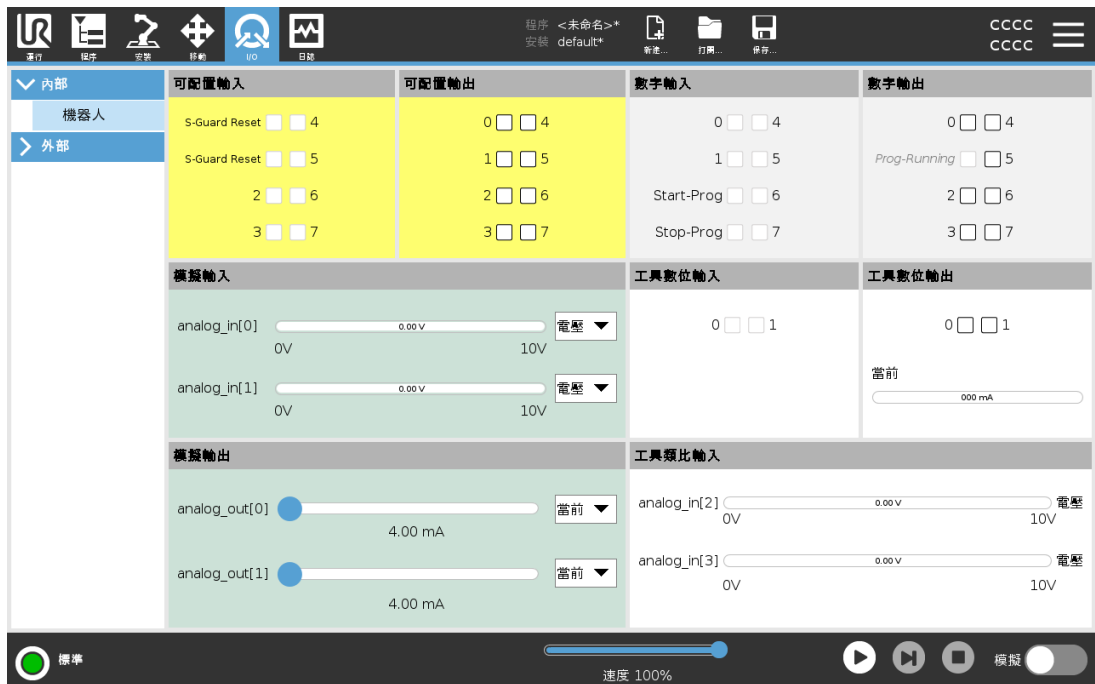 程序 <未命名>*
安裝 default*
CCCC
CCCC
運行 程序 安裝 移動 I/O 日誌 新建... 打開... 保存...
內部
機器人
外部
可配置輸入
S-Guard Reset 4
S-Guard Reset 5
2 6
3 7
可配置輸出
0 4
1 5
2 6
3 7
數字輸入
0 4
1 5
Start-Prog 6
Stop-Prog 7
數字輸出
0 4
Prog-Running 5
2 6
3 7
模擬輸入
analog_in[0] 0.00 V 電壓
0V 10V
analog_in[1] 0.00 V 電壓
0V 10V
工具數位輸入
0 1
工具數位輸出
0 1
當前
000 mA
模擬輸出
analog_out[0] 當前
4.00 mA
analog_out[1] 當前
4.00 mA
工具類比輸入
analog_in[2] 0.00 V 電壓
0V 10V
analog_in[3] 0.00 V 電壓
0V 10V
標準
速度 100%
模擬